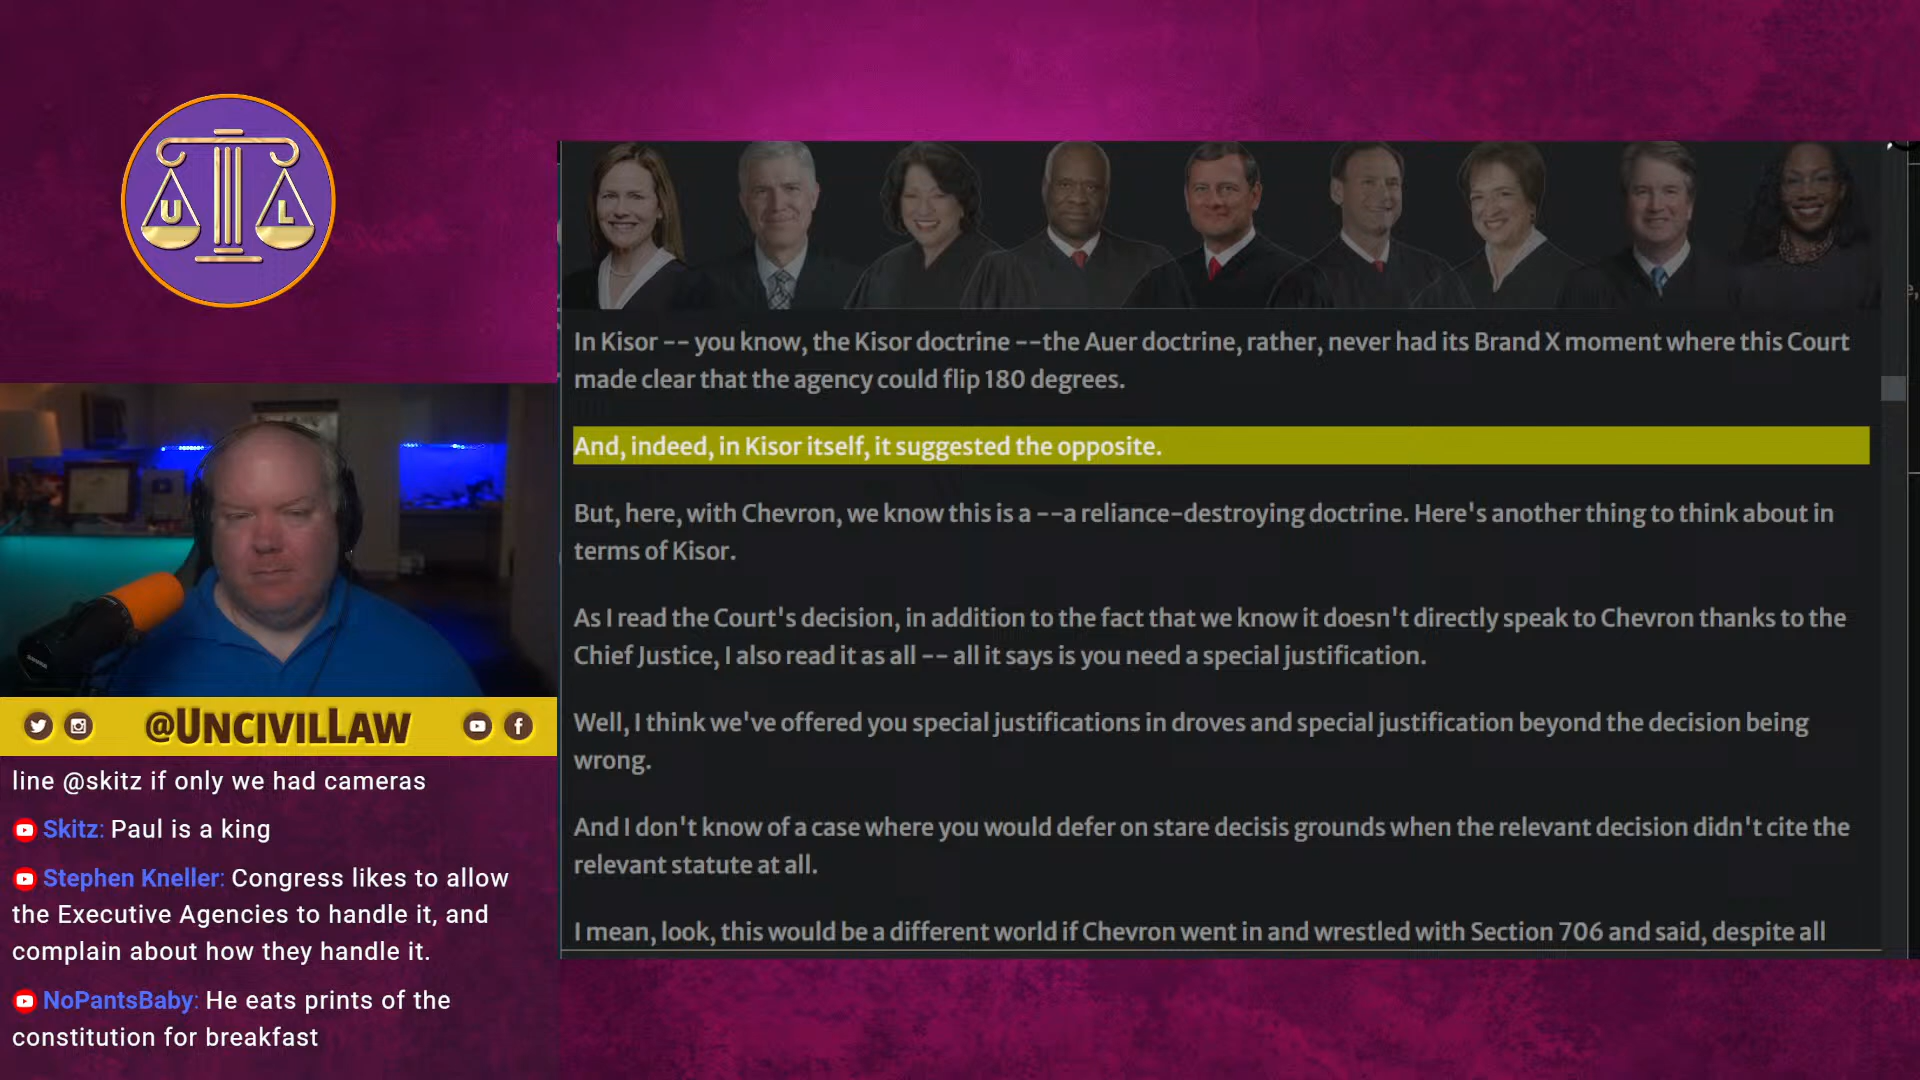 U L
@UNCIVILLAW
line @skitz if only we had cameras
Skitz: Paul is a king
Stephen Kneller: Congress likes to allow
the Executive Agencies to handle it, and
complain about how they handle it.
NoPantsBaby: He eats prints of the
constitution for breakfast
In Kisor -- you know, the Kisor doctrine --the Auer doctrine, rather, never had its Brand X moment where this Court
made clear that the agency could flip 180 degrees.
And, indeed, in Kisor itself, it suggested the opposite.
But, here, with Chevron, we know this is a --a reliance-destroying doctrine. Here's another thing to think about in
terms of Kisor.
As I read the Court's decision, in addition to the fact that we know it doesn't directly speak to Chevron thanks to the
Chief Justice, I also read it as all -- all it says is you need a special justification.
Well, I think we've offered you special justifications in droves and special justification beyond the decision being
wrong.
And I don't know of a case where you would defer on stare decisis grounds when the relevant decision didn't cite the
relevant statute at all.
I mean, look, this would be a different world if Chevron went in and wrestled with Section 706 and said, despite all